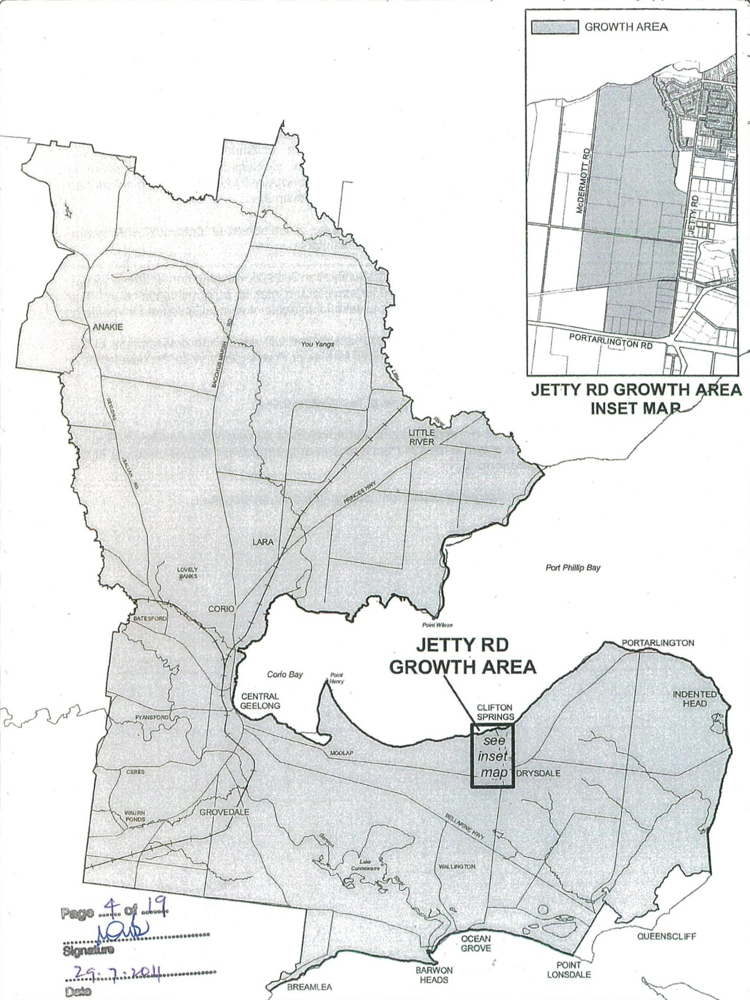 GROWTH AREA
McDERMOTT RD
JETTY RD
PORTARLINGTON RD
JETTY RD GROWTH AREA
INSET MAP
ANAKIE
BACCHUS MARSH RD
You Yangs
Little
River
GEELONG
BALLAN RD
LITTLE
RIVER
PRINCES HWY
LARA
LOVELY
BANKS
Port Phillip Bay
CORIO
BATESFORD
Point Wilson
JETTY RD
GROWTH AREA
PORTARLINGTON
Corio Bay
Point
Henry
CENTRAL
GEELONG
INDENTED
HEAD
CLIFTON
SPRINGS
FYANSFORD
see
inset
map
MOOLAP
DRYSDALE
CERES
WAURN
PONDS
GROVEDALE
BELLARINE HWY
Barwon
Lake
Connewarre
River
WALLINGTON
Page 4 of 19
Signature
29.7.2011
Date
OCEAN
GROVE
QUEENSCLIFF
BARWON
HEADS
POINT
LONSDALE
BREAMLEA